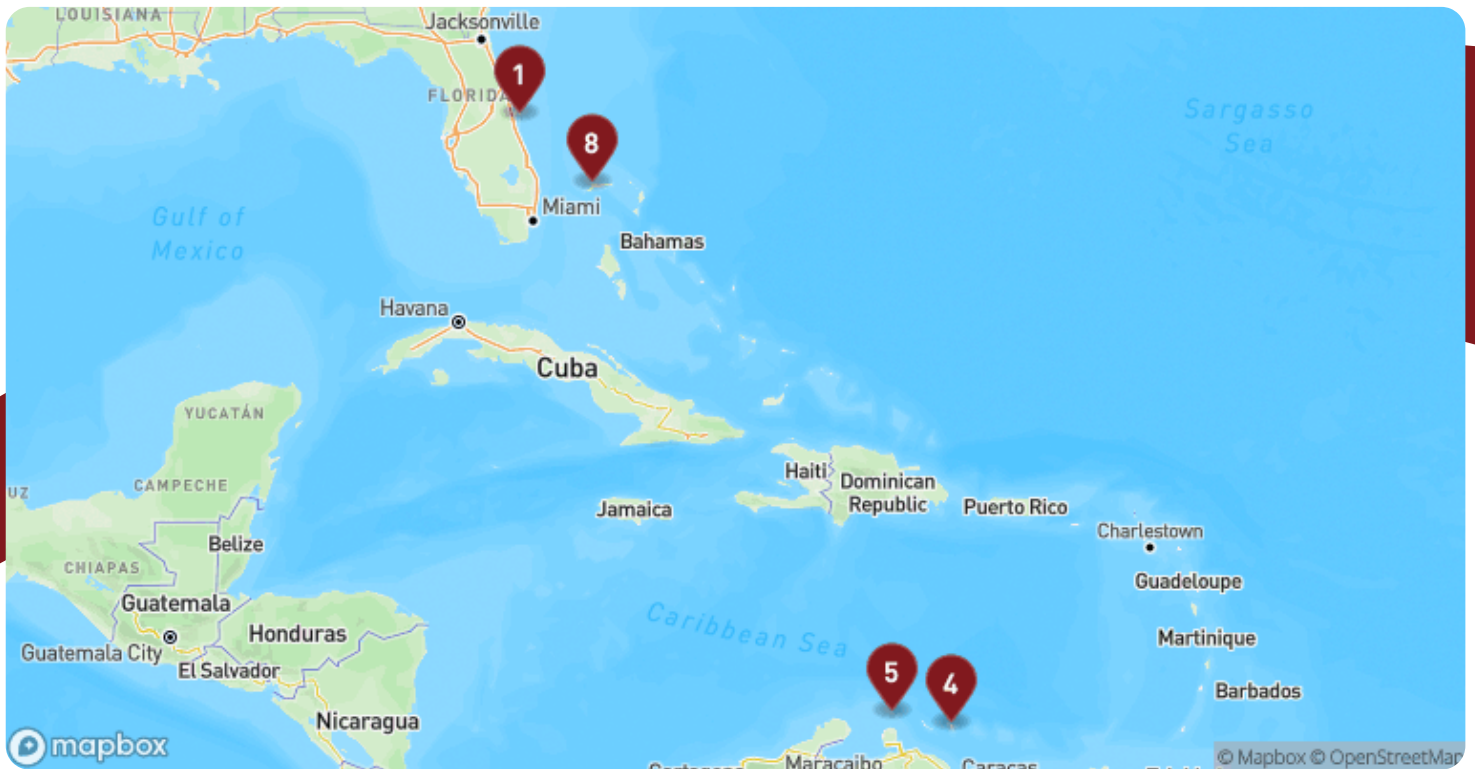 LOUISIANA
Jacksonville
1
FLORIDA
Sargasso
Sea
8
Miami
Gulf of
Mexico
Bahamas
Havana
Cuba
YUCATÁN
Haiti
Dominican
Republic
CAMPECHE
UZ
Jamaica
Puerto Rico
Charlestown
Belize
CHIAPAS
Guadeloupe
Guatemala
Caribbean Sea
Honduras
Martinique
Guatemala City
El Salvador
5
4
Barbados
Nicaragua
mapbox
© Mapbox © OpenStreetMap
Maracaibo
Caracas